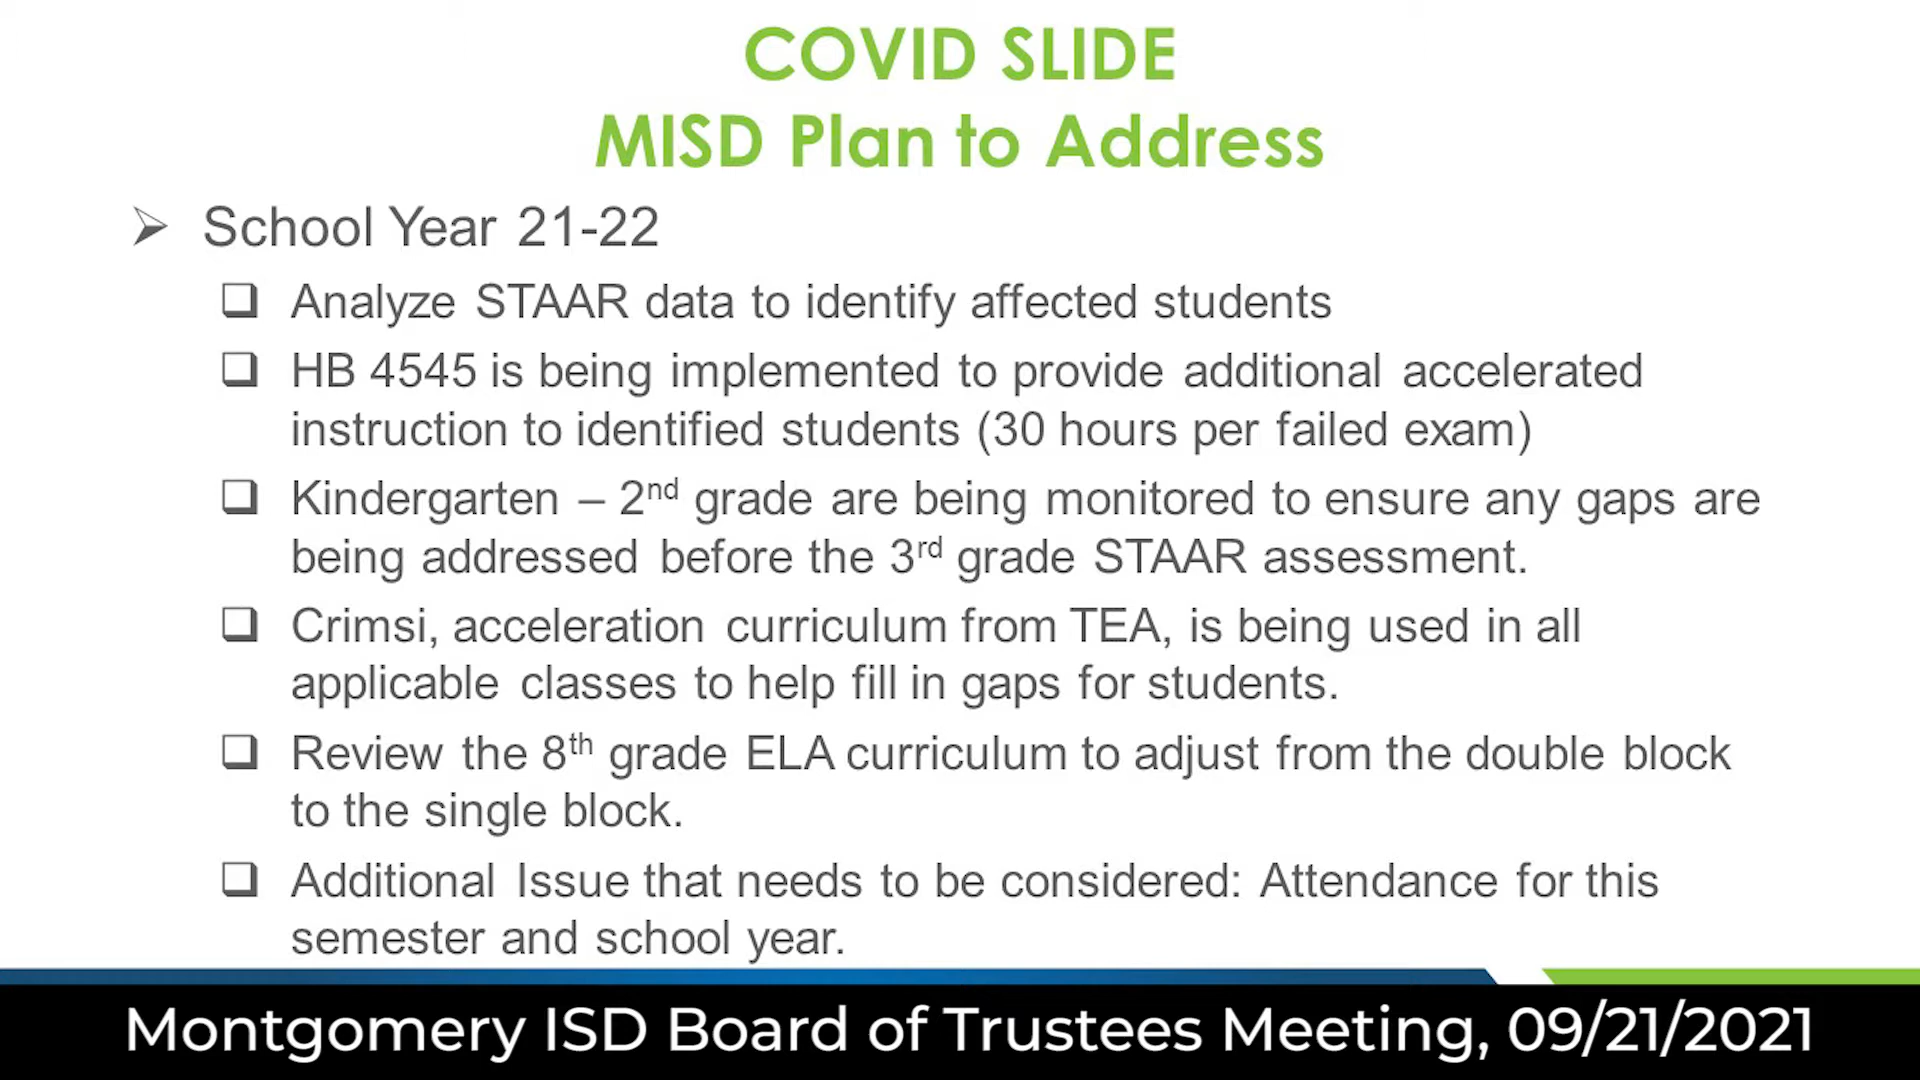 COVID SLIDE
MISD Plan to Address
School Year 21-22
Analyze STAAR data to identify affected students
HB 4545 is being implemented to provide additional accelerated
instruction to identified students (30 hours per failed exam)
Kindergarten – 2nd grade are being monitored to ensure any gaps are
being addressed before the 3rd grade STAAR assessment.
Crimsi, acceleration curriculum from TEA, is being used in all
applicable classes to help fill in gaps for students.
Review the 8th grade ELA curriculum to adjust from the double block
to the single block.
Additional Issue that needs to be considered: Attendance for this
semester and school year.
Montgomery ISD Board of Trustees Meeting, 09/21/2021